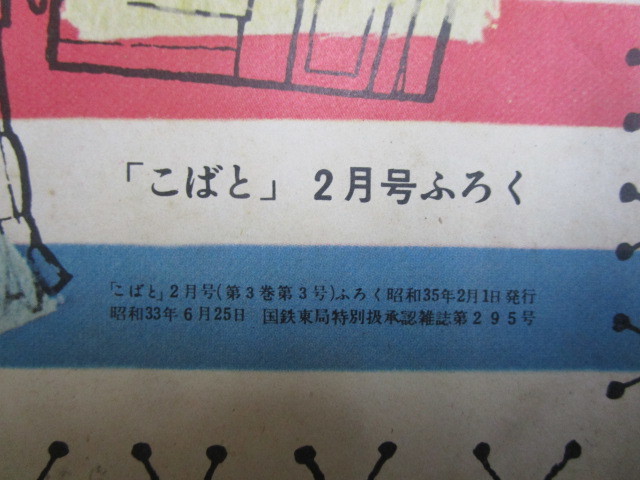 「こばと」 2月号ふろく
「こばと」2月号(第3巻第3号)ふろく昭和35年2月1日発行
昭和33年6月25日 国鉄東局特別扱承認雑誌第295号